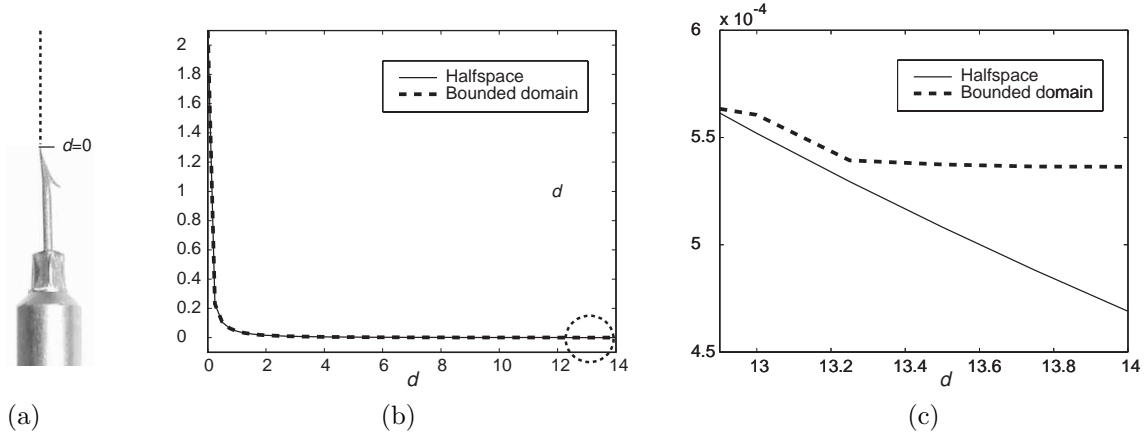 d=0
(a)
2
1.8
1.6
1.4
1.2
1
0.8
0.6
0.4
0.2
0
0 2 4 6 8 10 12 14
d
Halfspace
Bounded domain
d
(b)
6 x 10⁻⁴
5.5
5
4.5
13 13.2 13.4 13.6 13.8 14
d
Halfspace
Bounded domain
(c)